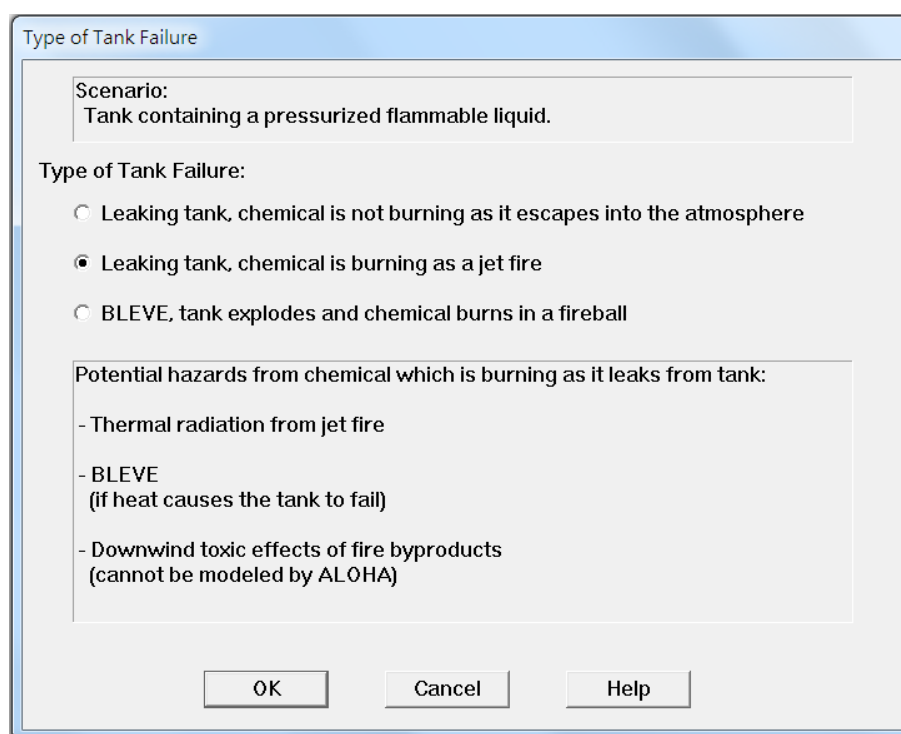 Type of Tank Failure
Scenario:
Tank containing a pressurized flammable liquid.
Type of Tank Failure:
Leaking tank, chemical is not burning as it escapes into the atmosphere
Leaking tank, chemical is burning as a jet fire
BLEVE, tank explodes and chemical burns in a fireball
Potential hazards from chemical which is burning as it leaks from tank:
- Thermal radiation from jet fire
- BLEVE
(if heat causes the tank to fail)
- Downwind toxic effects of fire byproducts
(cannot be modeled by ALOHA)
OK Cancel Help